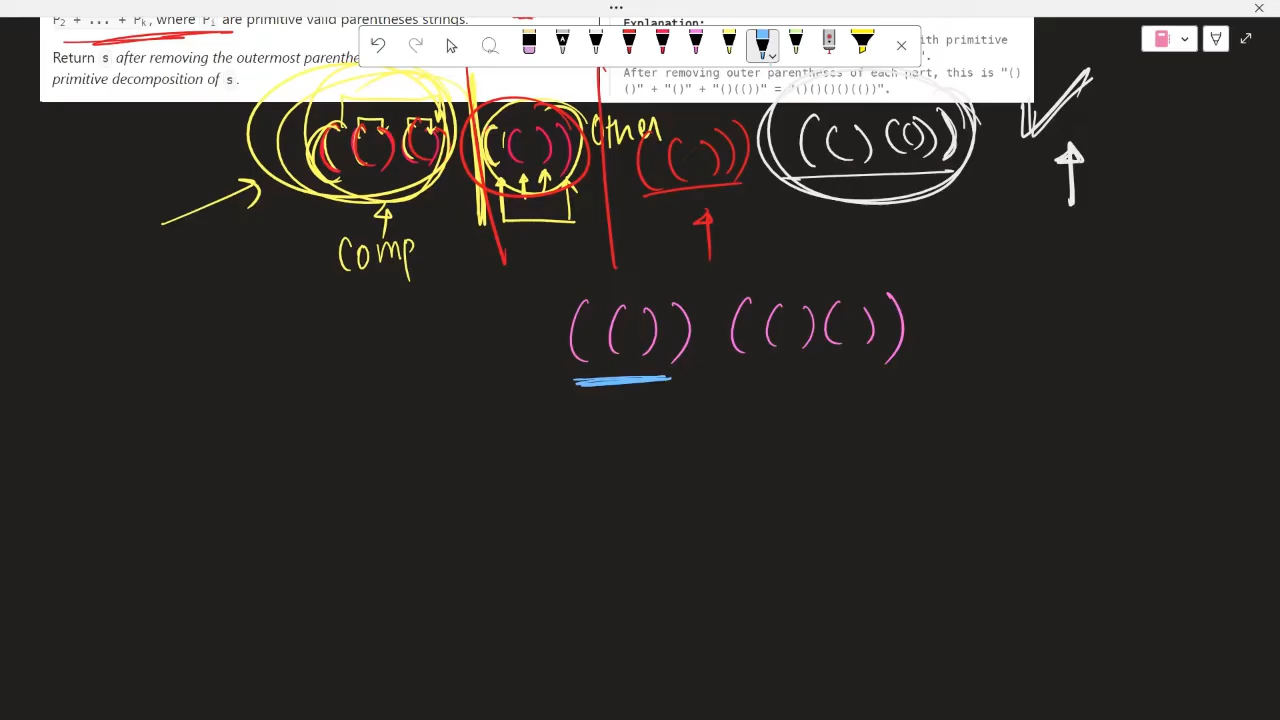 P₂ + ... + Pₖ, where Pᵢ are primitive valid parentheses strings.
Return s after removing the outermost parenthe
primitive decomposition of s.
Explanation:
ith primitive
After removing outer parentheses of each part, this is "()
()" + "()" + "()(())" = "()()()()(())".
(()()) (()) other (()) (()(()))
Comp
(()) (()())